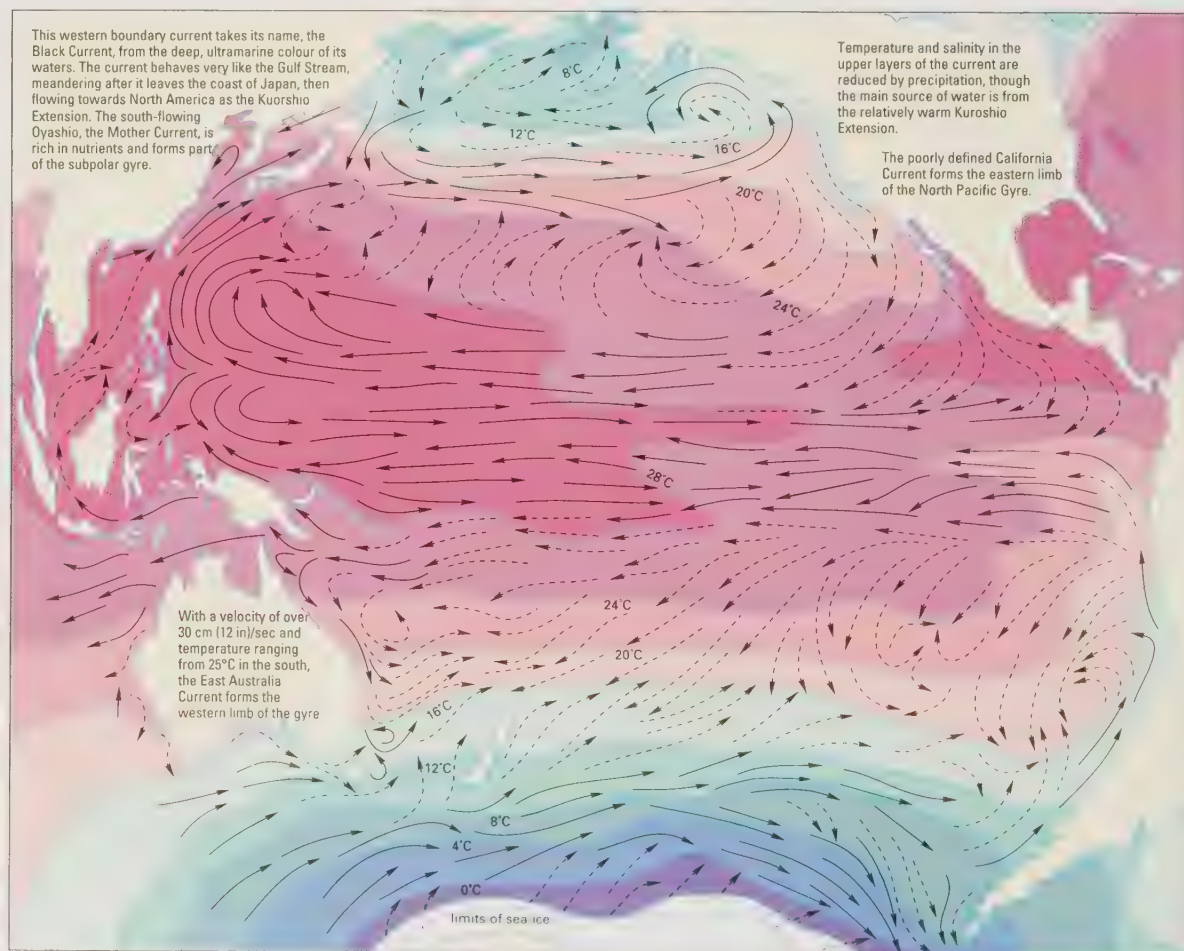 This western boundary current takes its name, the
Black Current, from the deep, ultramarine colour of its
waters. The current behaves very like the Gulf Stream,
meandering after it leaves the coast of Japan, then
flowing towards North America as the Kuorshio
Extension. The south-flowing
Oyashio, the Mother Current, is
rich in nutrients and forms part
of the subpolar gyre.
Temperature and salinity in the
upper layers of the current are
reduced by precipitation, though
the main source of water is from
the relatively warm Kuroshio
Extension.
The poorly defined California
Current forms the eastern limb
of the North Pacific Gyre.
8°C
12°C
16°C
20°C
24°C
28°C
24°C
20°C
With a velocity of over
30 cm (12 in)/sec and
temperature ranging
from 25°C in the south,
the East Australia
Current forms the
western limb of the gyre
16°C
12°C
8°C
4°C
0°C
limits of sea ice